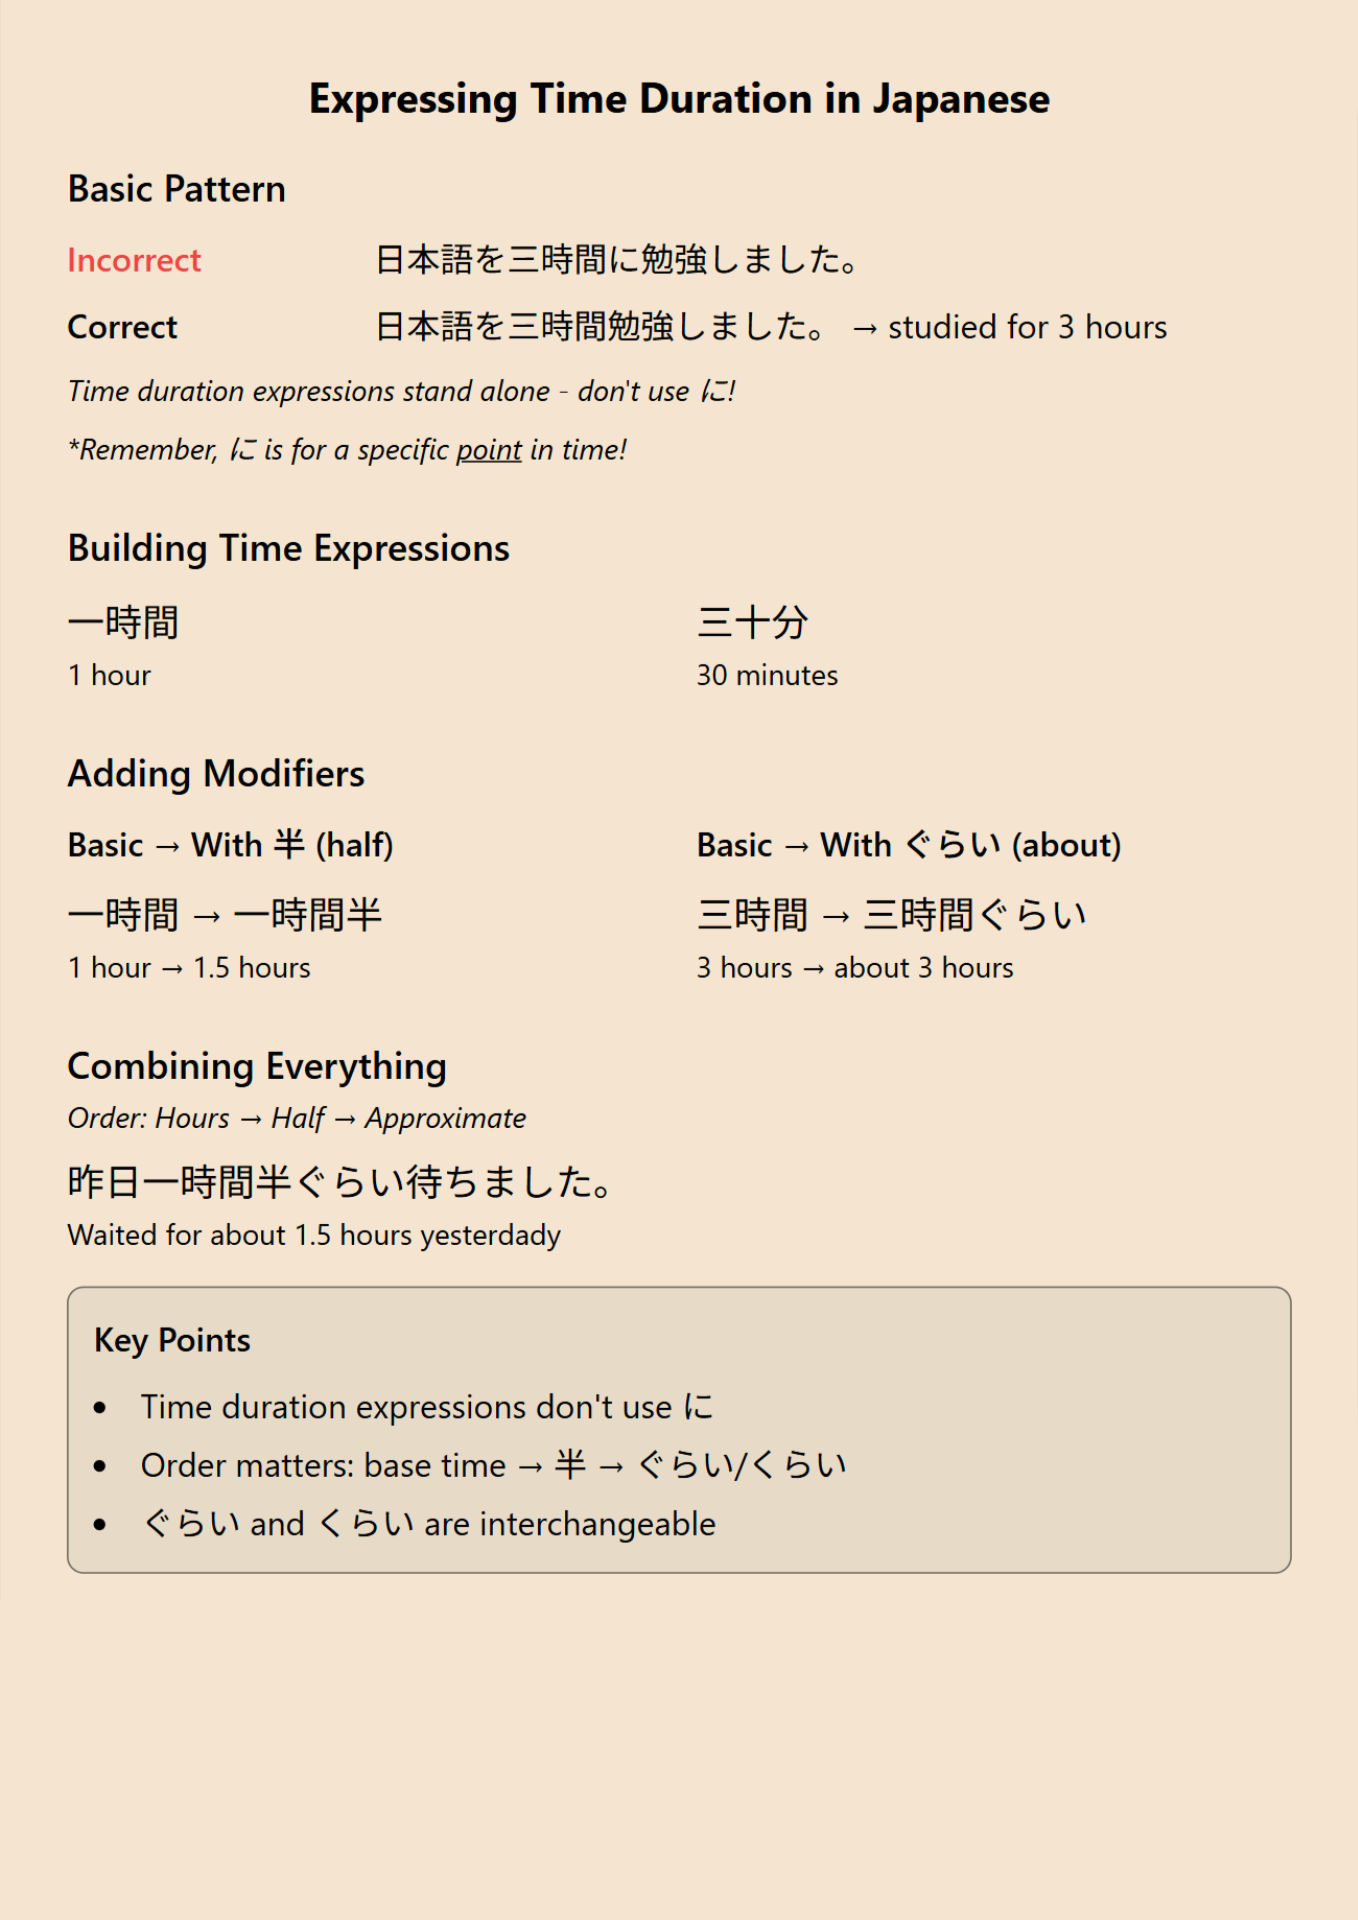 Expressing Time Duration in Japanese
Basic Pattern
Incorrect 日本語を三時間に勉強しました。
Correct 日本語を三時間勉強しました。 → studied for 3 hours
Time duration expressions stand alone - don't use に!
*Remember, に is for a specific point in time!
Building Time Expressions
一時間 三十分
1 hour 30 minutes
Adding Modifiers
Basic → With 半 (half) Basic → With ぐらい (about)
一時間 → 一時間半 三時間 → 三時間ぐらい
1 hour → 1.5 hours 3 hours → about 3 hours
Combining Everything
Order: Hours → Half → Approximate
昨日一時間半ぐらい待ちました。
Waited for about 1.5 hours yesterdady
Key Points
• Time duration expressions don't use に
• Order matters: base time → 半 → ぐらい/くらい
• ぐらい and くらい are interchangeable